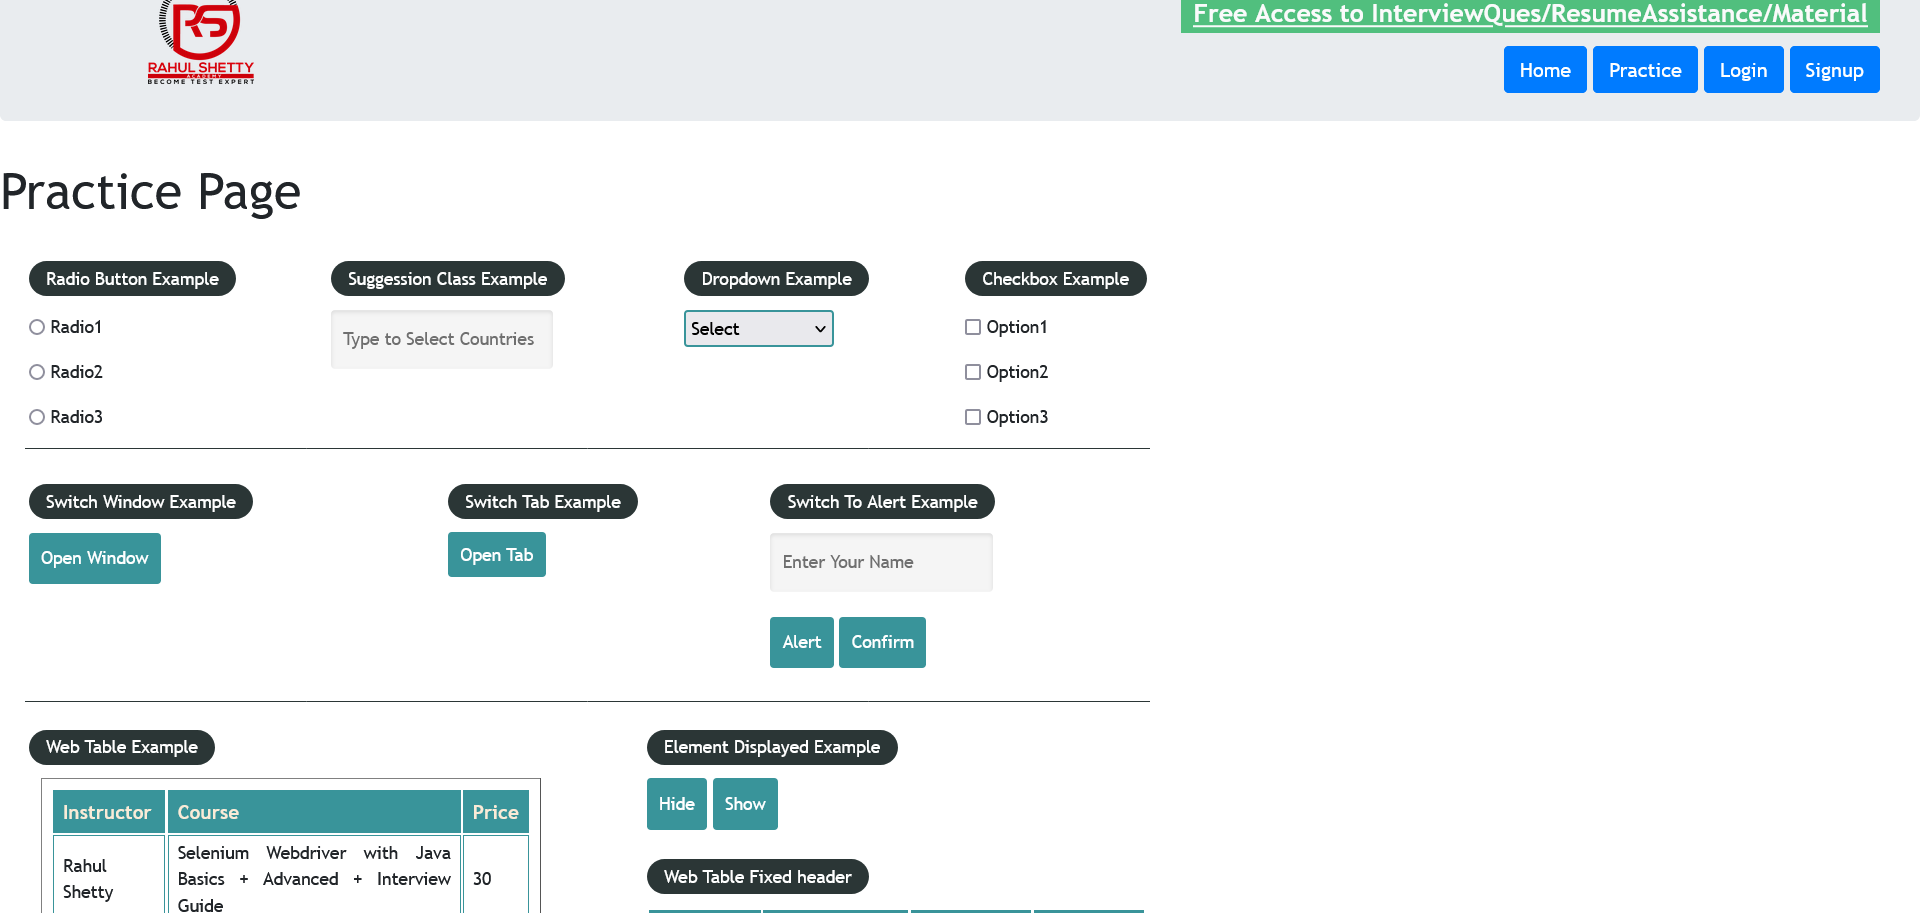 Free Access to InterviewQues/ResumeAssistance/Material
RS
RAHUL SHETTY
ACADEMY
BECOME TEST EXPERT
Home Practice Login Signup
Practice Page
Radio Button Example
Radio1
Radio2
Radio3
Suggession Class Example
Type to Select Countries
Dropdown Example
Select
Checkbox Example
Option1
Option2
Option3
Switch Window Example
Open Window
Switch Tab Example
Open Tab
Switch To Alert Example
Enter Your Name
Alert Confirm
Web Table Example
Instructor Course Price
Rahul
Shetty
Selenium Webdriver with Java
Basics + Advanced + Interview
Guide
30
Element Displayed Example
Hide Show
Web Table Fixed header